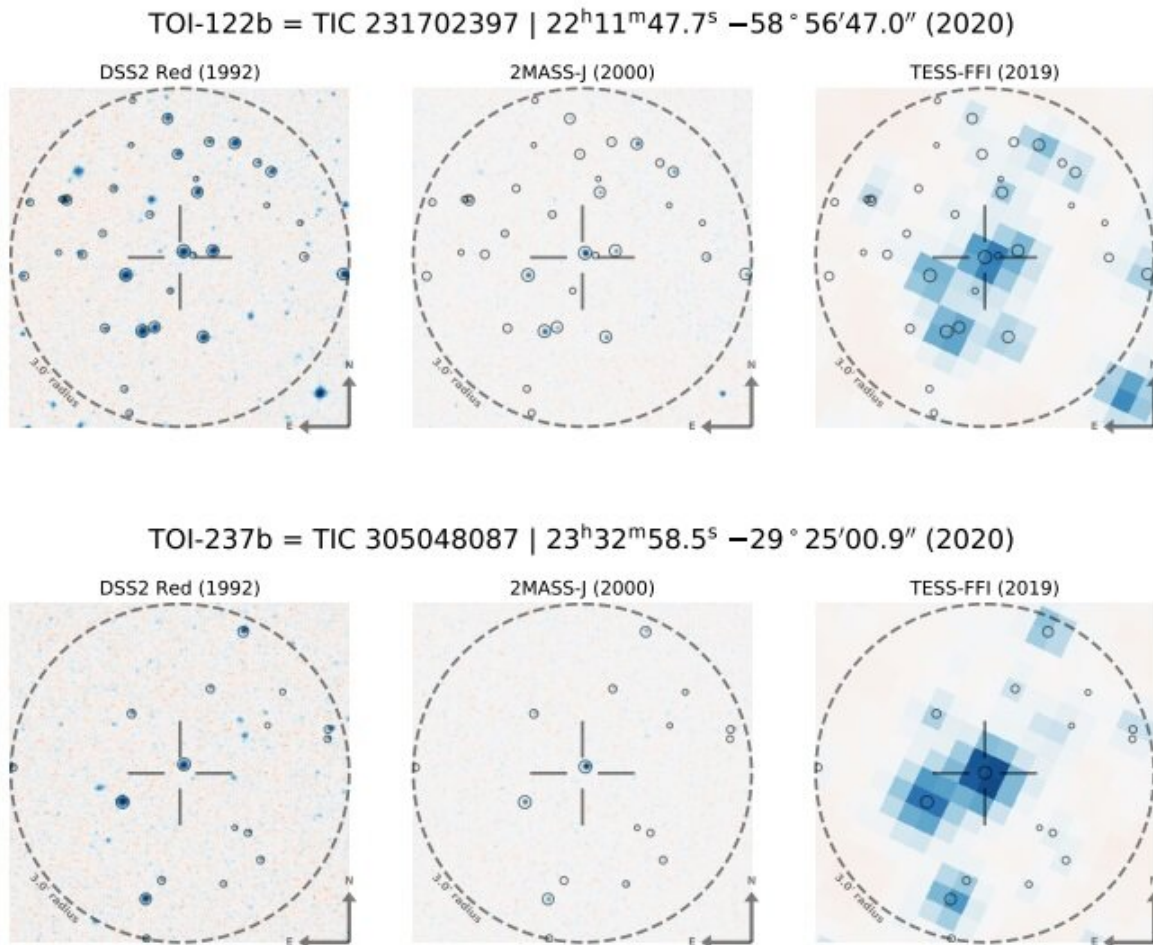 TOI-122b = TIC 231702397 | 22ʰ11ᵐ47.7ˢ −58°56′47.0″ (2020)
DSS2 Red (1992) 2MASS-J (2000) TESS-FFI (2019)
3.0′ radius 3.0′ radius 3.0′ radius
N N N
E E E
TOI-237b = TIC 305048087 | 23ʰ32ᵐ58.5ˢ −29°25′00.9″ (2020)
DSS2 Red (1992) 2MASS-J (2000) TESS-FFI (2019)
3.0′ radius 3.0′ radius 3.0′ radius
N N N
E E E